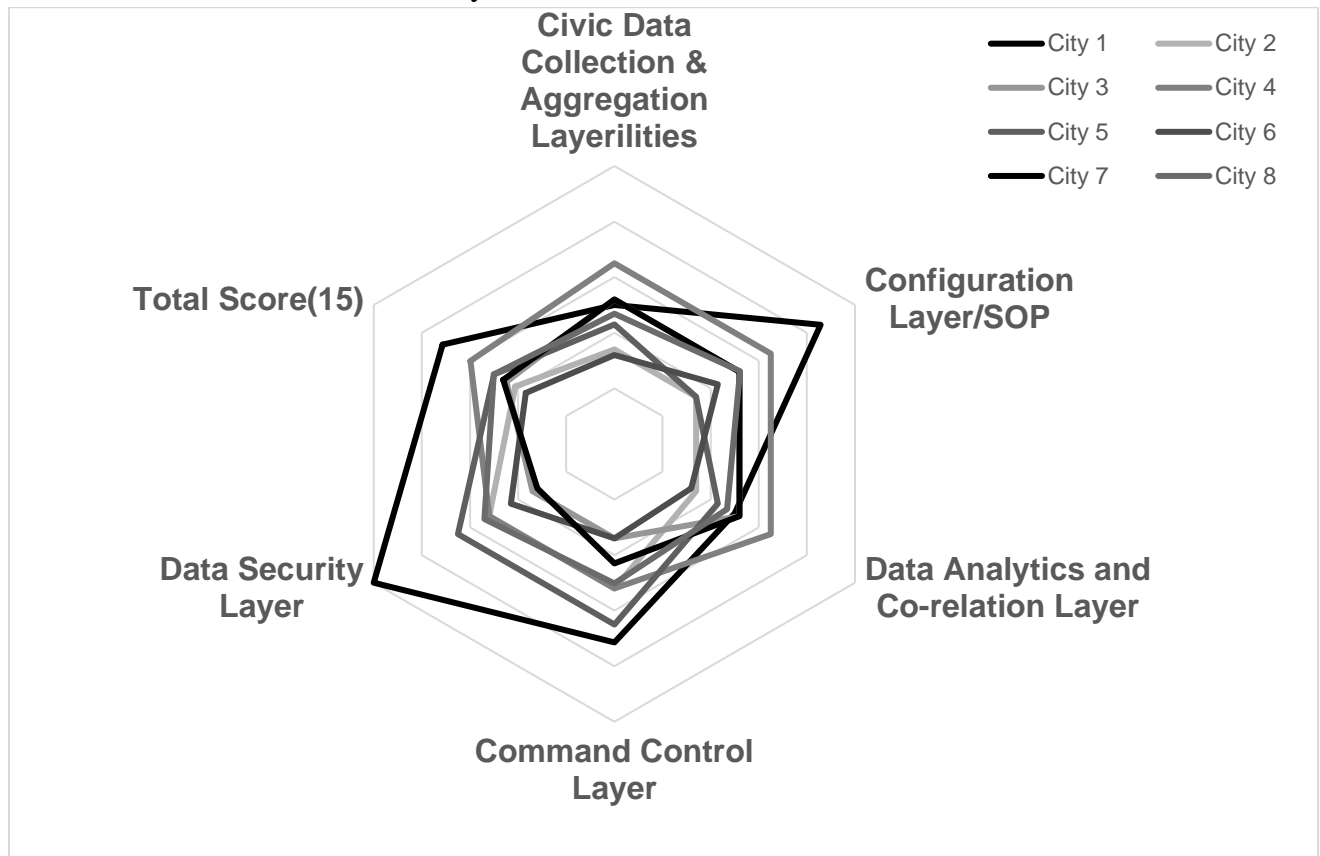 Civic Data
Collection &
Aggregation
Layerilities
City 1
City 2
City 3
City 4
City 5
City 6
City 7
City 8
Configuration
Layer/SOP
Total Score(15)
Data Security
Layer
Data Analytics and
Co-relation Layer
Command Control
Layer